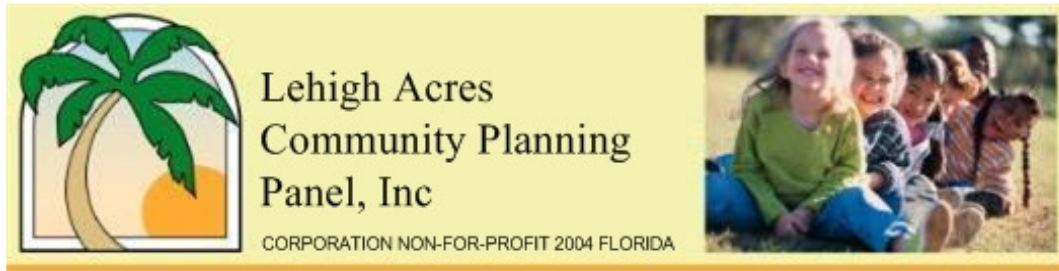 Lehigh Acres
Community Planning
Panel, Inc
CORPORATION NON-FOR-PROFIT 2004 FLORIDA